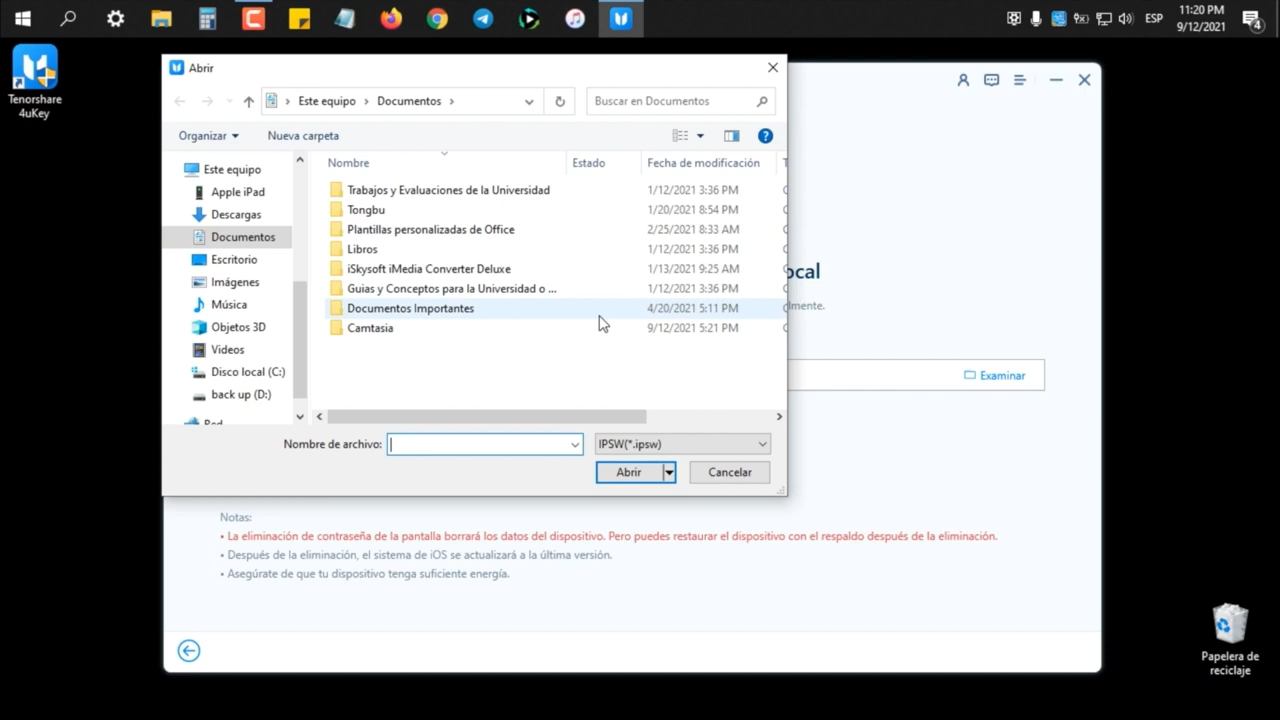 11:20 PM
ESP
9/12/2021
4
Tenorshare
4uKey
Abrir
Este equipo
Documentos
Buscar en Documentos
Organizar
Nueva carpeta
?
Nombre
Estado
Fecha de modificación
Este equipo
Apple iPad
Descargas
Documentos
Escritorio
Imágenes
Música
Objetos 3D
Videos
Disco local (C:)
back up (D:)
Trabajos y Evaluaciones de la Universidad 1/12/2021 3:36 PM
Tongbu 1/20/2021 8:54 PM
Plantillas personalizadas de Office 2/25/2021 8:33 AM
Libros 1/12/2021 3:36 PM
iSkysoft iMedia Converter Deluxe 1/13/2021 9:25 AM
Guias y Conceptos para la Universidad o ... 1/12/2021 3:36 PM
Documentos Importantes 4/20/2021 5:11 PM
Camtasia 9/12/2021 5:21 PM
Nombre de archivo:
IPSW(*.ipsw)
Abrir
Cancelar
ocal
lmente.
Examinar
Notas:
• La eliminación de contraseña de la pantalla borrará los datos del dispositivo. Pero puedes restaurar el dispositivo con el respaldo después de la eliminación.
• Después de la eliminación, el sistema de iOS se actualizará a la última versión.
• Asegúrate de que tu dispositivo tenga suficiente energía.
Papelera de
reciclaje